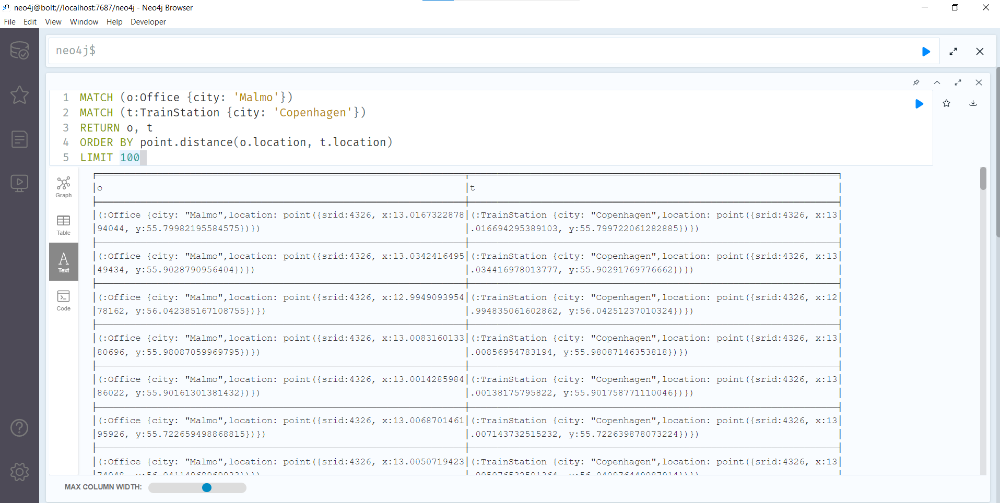 neo4j@bolt://localhost:7687/neo4j - Neo4j Browser
File Edit View Window Help Developer
neo4j$
1 MATCH (o:Office {city: 'Malmo'})
2 MATCH (t:TrainStation {city: 'Copenhagen'})
3 RETURN o, t
4 ORDER BY point.distance(o.location, t.location)
5 LIMIT 100
Graph
Table
Text
Code
o t
(:Office {city: "Malmo",location: point({srid:4326, x:13.0167322878 (:TrainStation {city: "Copenhagen",location: point({srid:4326, x:13
94044, y:55.79982195584575})}) .016694295389103, y:55.799722061282885})})
(:Office {city: "Malmo",location: point({srid:4326, x:13.0342416495 (:TrainStation {city: "Copenhagen",location: point({srid:4326, x:13
49434, y:55.9028790956404})}) .034416978013777, y:55.90291769776662})})
(:Office {city: "Malmo",location: point({srid:4326, x:12.9949093954 (:TrainStation {city: "Copenhagen",location: point({srid:4326, x:12
78162, y:56.042385167108755})}) .994835061602862, y:56.04251237010324})})
(:Office {city: "Malmo",location: point({srid:4326, x:13.0083160133 (:TrainStation {city: "Copenhagen",location: point({srid:4326, x:13
80696, y:55.98087059969795})}) .00856954783194, y:55.98087146353818})})
(:Office {city: "Malmo",location: point({srid:4326, x:13.0014285984 (:TrainStation {city: "Copenhagen",location: point({srid:4326, x:13
86022, y:55.90161301381432})}) .00138175795822, y:55.901758771110046})})
(:Office {city: "Malmo",location: point({srid:4326, x:13.0068701461 (:TrainStation {city: "Copenhagen",location: point({srid:4326, x:13
95926, y:55.722659498868815})}) .007143732515232, y:55.722639878073224})})
(:Office {city: "Malmo",location: point({srid:4326, x:13.0050719423 (:TrainStation {city: "Copenhagen",location: point({srid:4326, x:13
MAX COLUMN WIDTH: